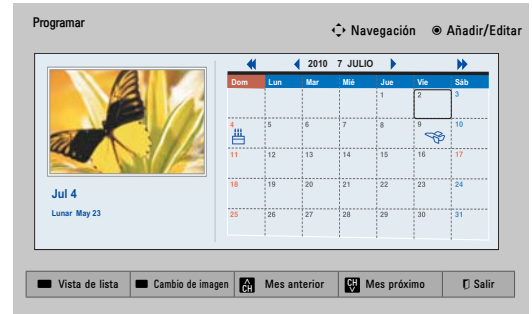 Programar
Navegación Añadir/Editar
2010 7 JULIO
Dom Lun Mar Mié Jue Vie Sáb
1 2 3
4 5 6 7 8 9 10
11 12 13 14 15 16 17
18 19 20 21 22 23 24
25 26 27 28 29 30 31
Jul 4
Lunar May 23
Vista de lista Cambio de imagen CH Mes anterior CH Mes próximo Salir